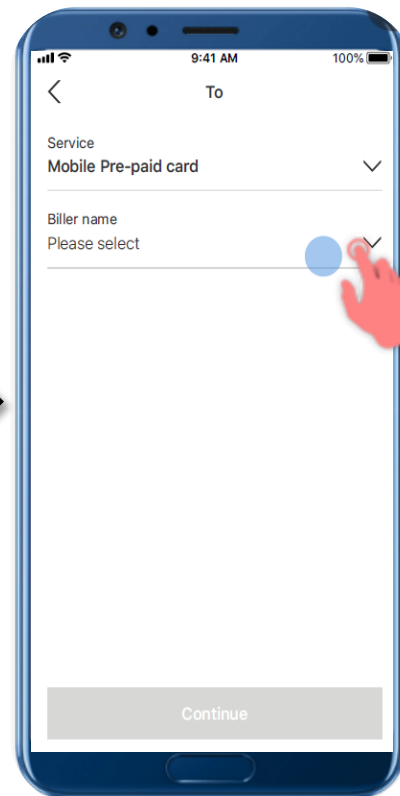 9:41 AM
100%
To
Service
Mobile Pre-paid card
Biller name
Please select
Continue